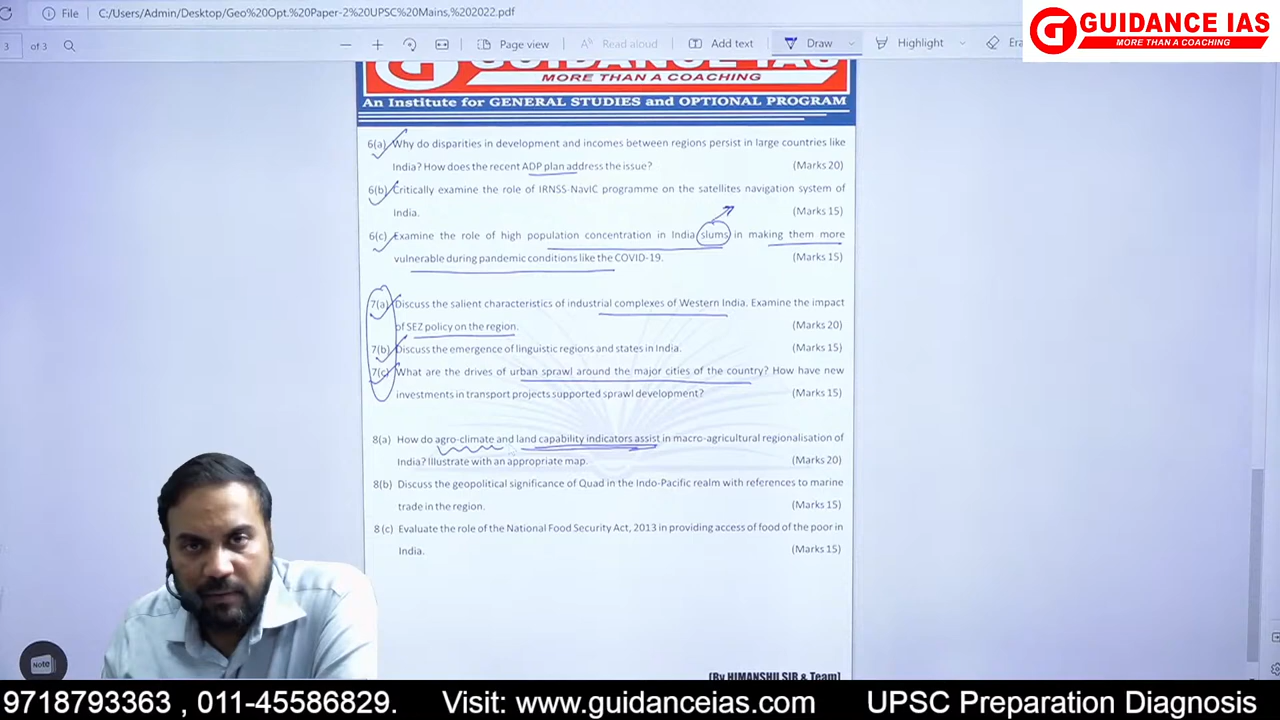 File C:/Users/Admin/Desktop/Geo%20Opt.%20Paper-2%20UPSC%20Mains,%202022.pdf
GUIDANCE IAS
MORE THAN A COACHING
3 of 3 Page view Read aloud Add text Draw Highlight Era
GUIDANCE IAS
MORE THAN A COACHING
An Institute for GENERAL STUDIES and OPTIONAL PROGRAM
6(a) Why do disparities in development and incomes between regions persist in large countries like
India? How does the recent ADP plan address the issue? (Marks 20)
6(b) Critically examine the role of IRNSS-NavIC programme on the satellites navigation system of
India. (Marks 15)
6(c) Examine the role of high population concentration in India slums in making them more
vulnerable during pandemic conditions like the COVID-19. (Marks 15)
7(a) Discuss the salient characteristics of industrial complexes of Western India. Examine the impact
of SEZ policy on the region. (Marks 20)
7(b) Discuss the emergence of linguistic regions and states in India. (Marks 15)
7(c) What are the drives of urban sprawl around the major cities of the country? How have new
investments in transport projects supported sprawl development? (Marks 15)
8(a) How do agro-climate and land capability indicators assist in macro-agricultural regionalisation of
India? Illustrate with an appropriate map. (Marks 20)
8(b) Discuss the geopolitical significance of Quad in the Indo-Pacific realm with references to marine
trade in the region. (Marks 15)
8 (c) Evaluate the role of the National Food Security Act, 2013 in providing access of food of the poor in
India. (Marks 15)
Note
[By HIMANSHU SIR & Team]
9718793363 , 011-45586829. Visit: www.guidanceias.com UPSC Preparation Diagnosis